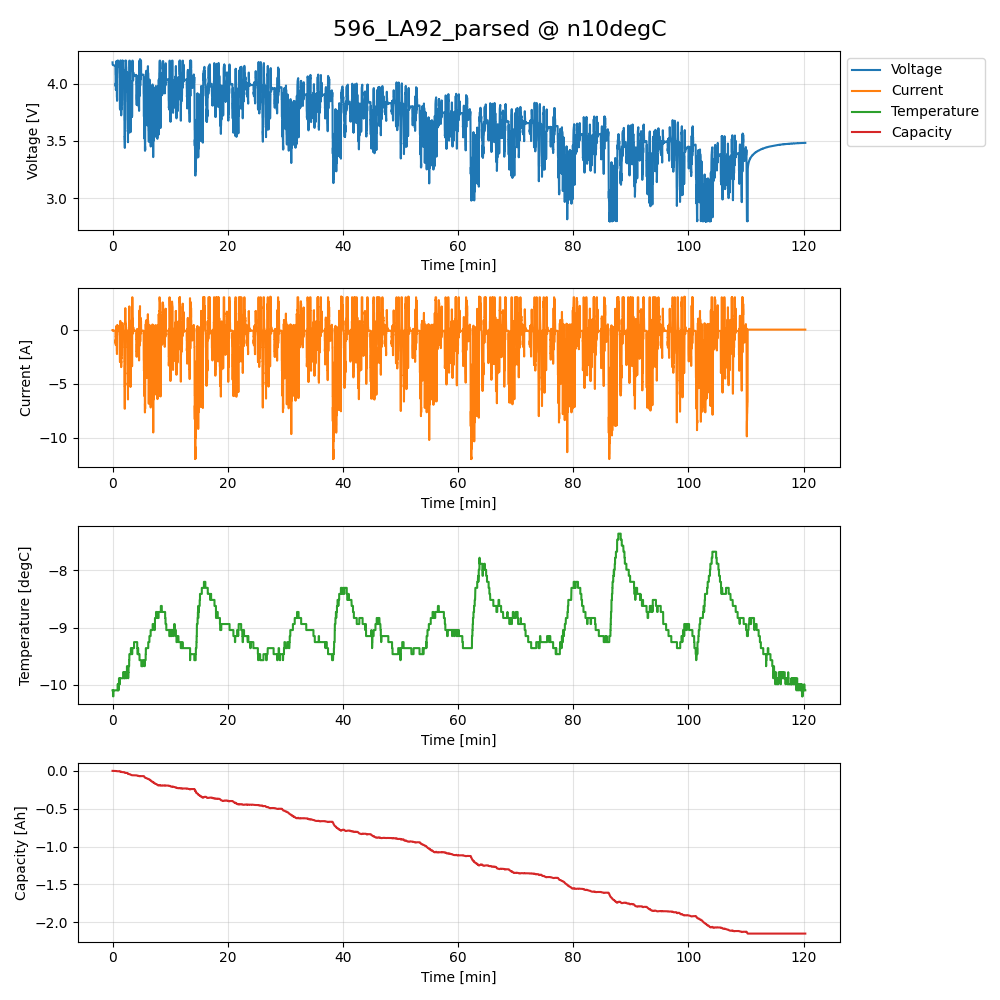 596_LA92_parsed @ n10degC
Voltage [V]
4.0
3.5
3.0
0 20 40 60 80 100 120
Time [min]
Voltage
Current
Temperature
Capacity
Current [A]
0
−5
−10
0 20 40 60 80 100 120
Time [min]
Temperature [degC]
−8
−9
−10
0 20 40 60 80 100 120
Time [min]
Capacity [Ah]
0.0
−0.5
−1.0
−1.5
−2.0
0 20 40 60 80 100 120
Time [min]